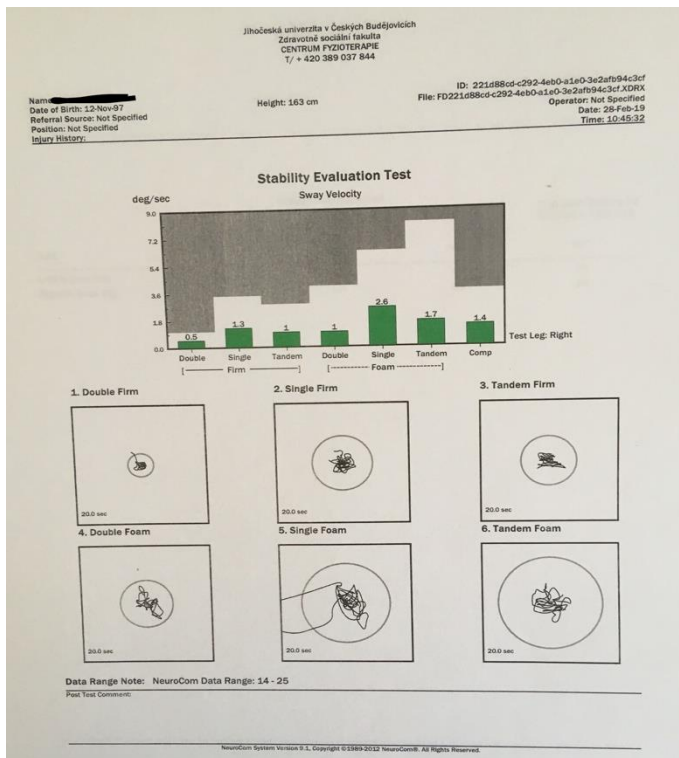 Jihočeská univerzita v Českých Budějovicích
Zdravotně sociální fakulta
CENTRUM FYZIOTERAPIE
T/ + 420 389 037 844
Name
Date of Birth: 12-Nov-97
Referral Source: Not Specified
Position: Not Specified
Injury History:
Height: 163 cm
ID: 221d88cd-c292-4eb0-a1e0-3e2afb94c3cf
File: FD221d88cd-c292-4eb0-a1e0-3e2afb94c3cf.XDRX
Operator: Not Specified
Date: 28-Feb-19
Time: 10:45:32
Stability Evaluation Test
Sway Velocity
deg/sec
9.0
7.2
5.4
3.6
1.8
0.0
0.5
1.3
1
1
2.6
1.7
1.4
Double Single Tandem Double Single Tandem Comp
[--- Firm ---] [--- Foam ---]
Test Leg: Right
1. Double Firm
2. Single Firm
3. Tandem Firm
20.0 sec
20.0 sec
20.0 sec
4. Double Foam
5. Single Foam
6. Tandem Foam
20.0 sec
20.0 sec
20.0 sec
Data Range Note: NeuroCom Data Range: 14 - 25
Post Test Comment:
NeuroCom System Version 9.1, Copyright ©1989-2012 NeuroCom®. All Rights Reserved.